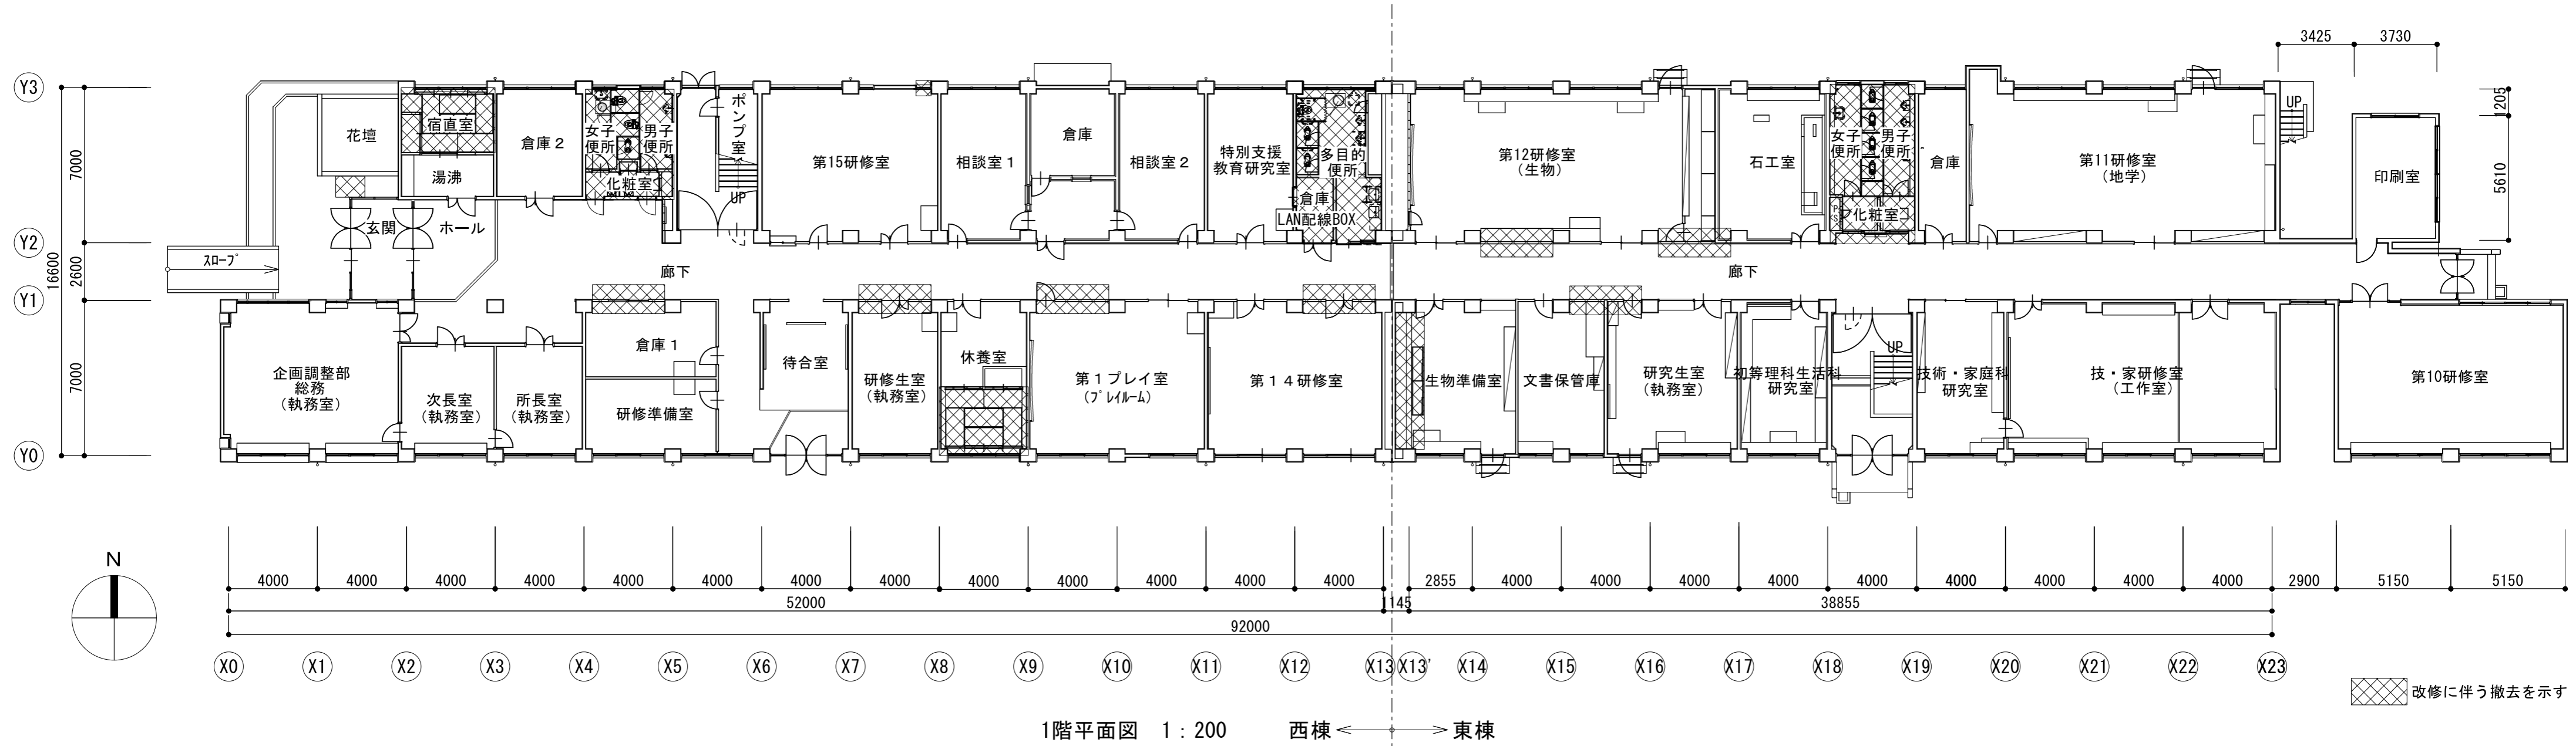 3425 3730
Y3
Y2
Y1
Y0
7000
2600
7000
16600
1205
5610
花壇
宿直室
湯沸
倉庫２
女子
便所
男子
便所
化粧室
ポンプ室
UP
第15研修室
相談室１
倉庫
相談室２
特別支援
教育研究室
多目的
便所
倉庫
LAN配線BOX
第12研修室
(生物)
石工室
女子
便所
男子
便所
PS
化粧室
倉庫
第11研修室
(地学)
UP
印刷室
玄関
ホール
スロープ
廊下
廊下
企画調整部
総務
(執務室)
次長室
(執務室)
所長室
(執務室)
倉庫１
研修準備室
待合室
研修生室
(執務室)
休養室
第１プレイ室
(プレイルーム)
第１４研修室
生物準備室
文書保管庫
研究生室
(執務室)
初等理科生活科
研究室
UP
技術・家庭科
研究室
技・家研修室
(工作室)
第10研修室
N
4000 4000 4000 4000 4000 4000 4000 4000 4000 4000 4000 4000 4000 2855 4000 4000 4000 4000 4000 4000 4000 4000 4000 2900 5150 5150
52000 1145 38855
92000
X0 X1 X2 X3 X4 X5 X6 X7 X8 X9 X10 X11 X12 X13 X13' X14 X15 X16 X17 X18 X19 X20 X21 X22 X23
改修に伴う撤去を示す
1階平面図 1：200 西棟 東棟